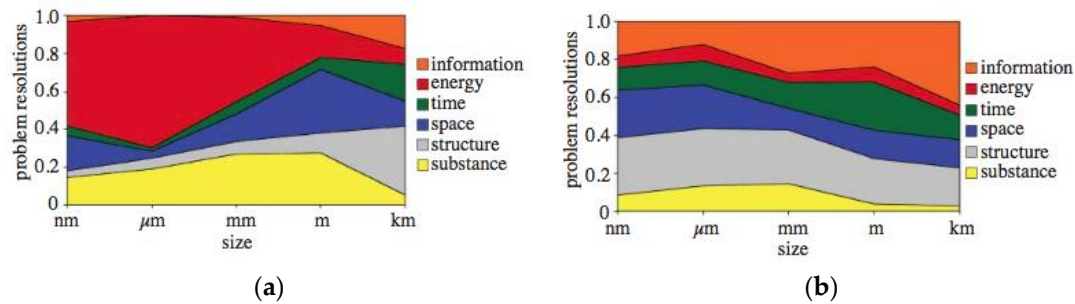 1.0
0.8
0.6
0.4
0.2
0
problem resolutions
nm
μm
mm
m
km
size
information
energy
time
space
structure
substance
(a)
1.0
0.8
0.6
0.4
0.2
0
problem resolutions
nm
μm
mm
m
km
size
information
energy
time
space
structure
substance
(b)